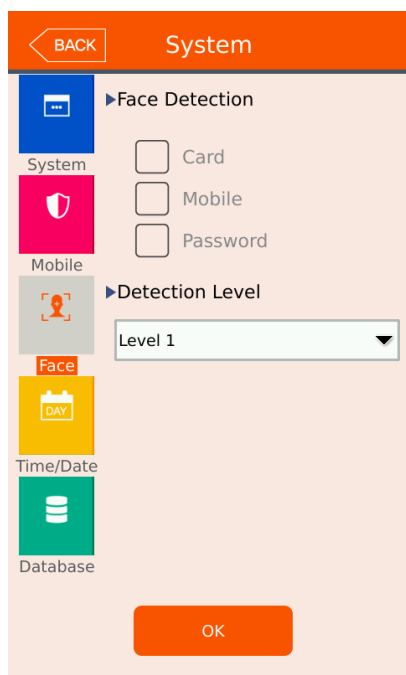 BACK
System
System
Mobile
Face
DAY
Time/Date
Database
Face Detection
Card
Mobile
Password
Detection Level
Level 1
OK